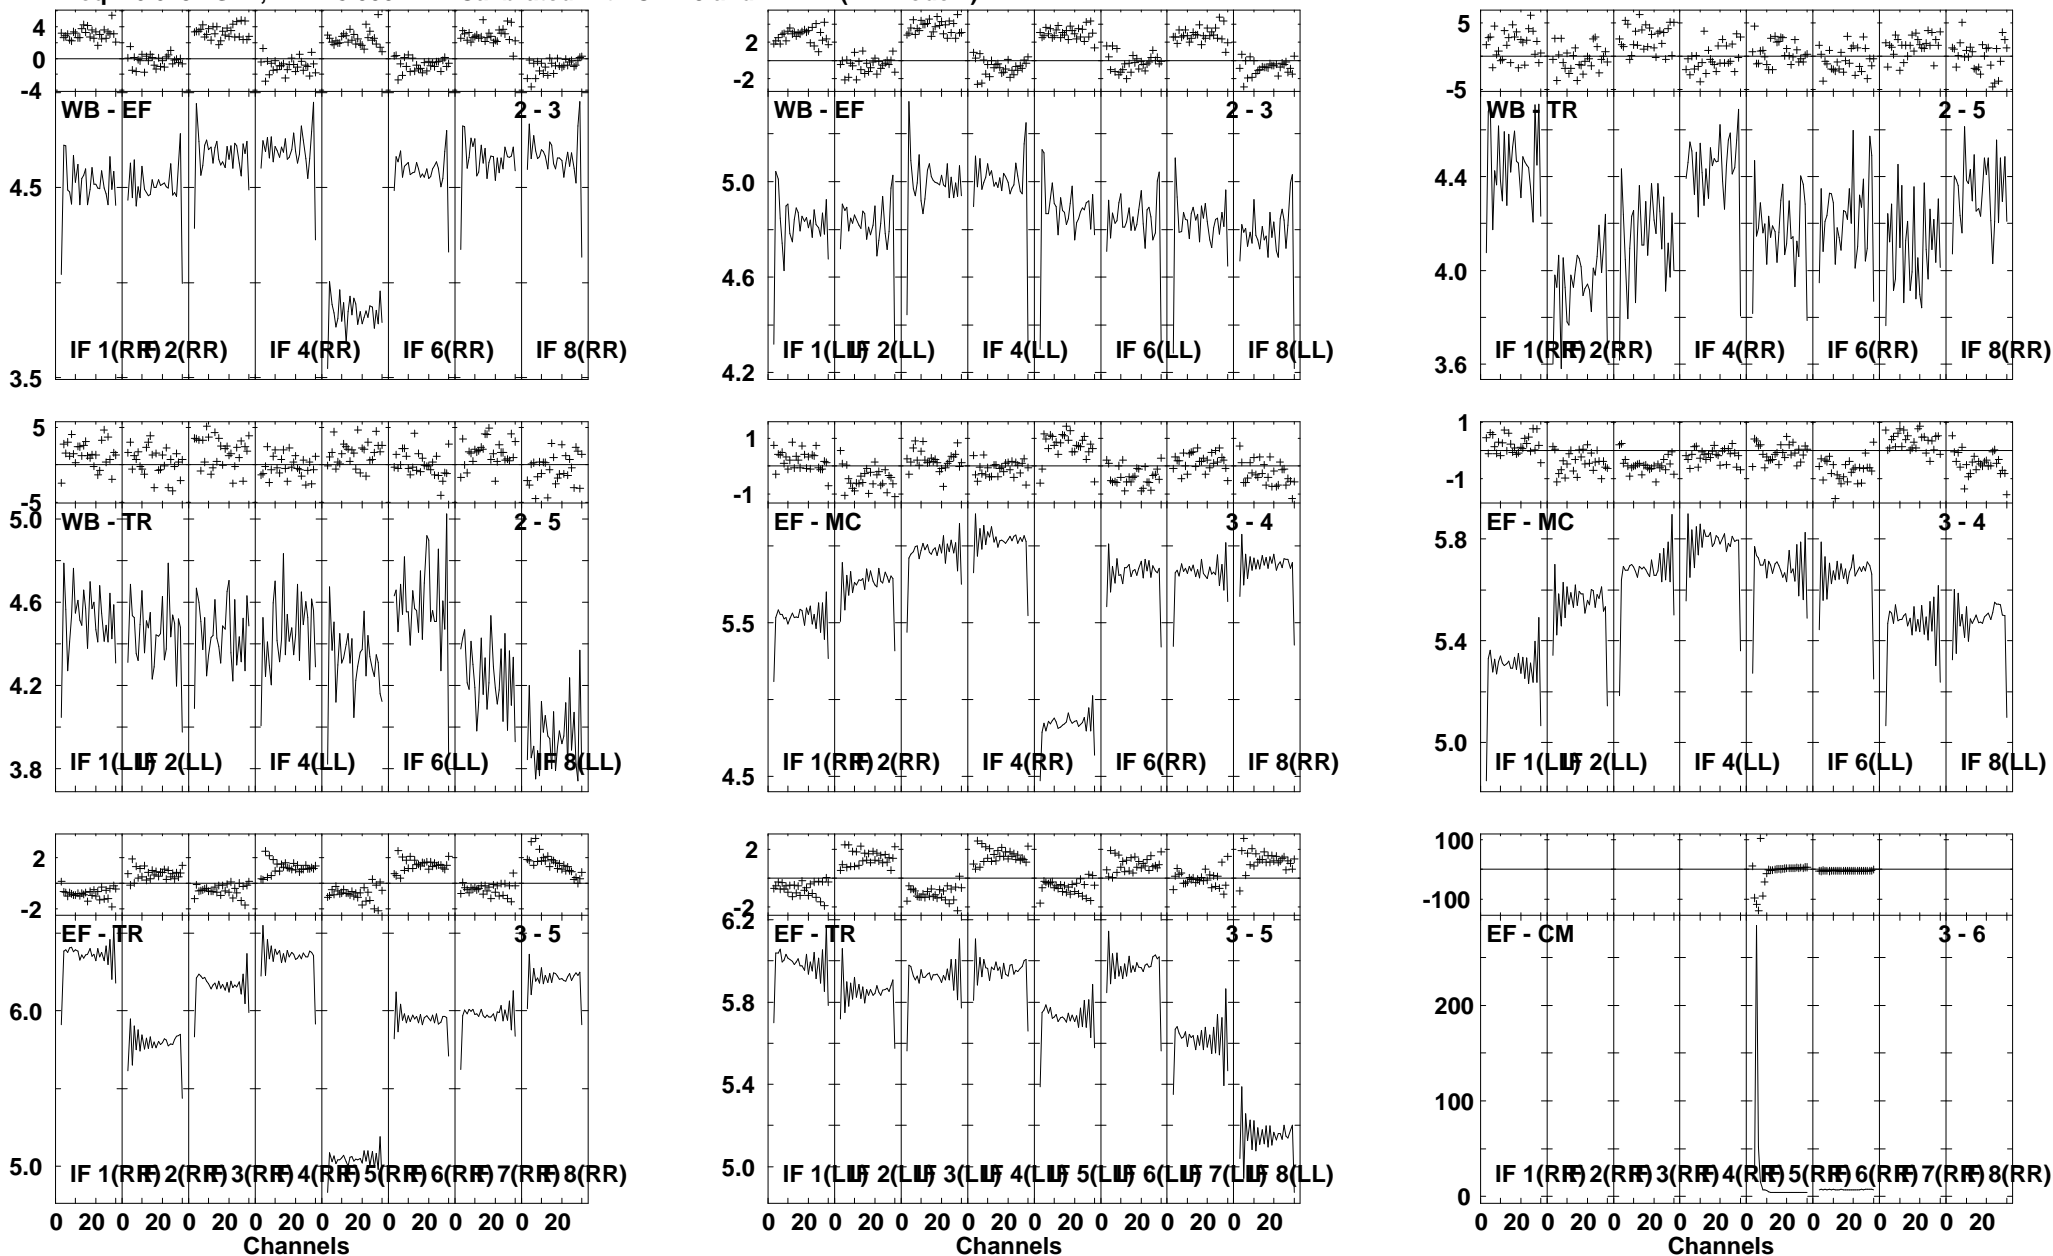 4
0
-4
WB - EF 2 - 3
4.5
3.5
IF 1(RR) IF 2(RR) IF 4(RR) IF 6(RR) IF 8(RR)
2
-2
WB - EF 2 - 3
5.0
4.6
4.2
IF 1(LL) IF 2(LL) IF 4(LL) IF 6(LL) IF 8(LL)
5
-5
WB - TR 2 - 5
4.4
4.0
3.6
IF 1(RR) IF 2(RR) IF 4(RR) IF 6(RR) IF 8(RR)
5
-5
5.0
WB - TR 2 - 5
4.6
4.2
3.8
IF 1(LL) IF 2(LL) IF 4(LL) IF 6(LL) IF 8(LL)
1
-1
EF - MC 3 - 4
5.5
4.5
IF 1(RR) IF 2(RR) IF 4(RR) IF 6(RR) IF 8(RR)
1
-1
EF - MC 3 - 4
5.8
5.4
5.0
IF 1(LL) IF 2(LL) IF 4(LL) IF 6(LL) IF 8(LL)
2
-2
EF - TR 3 - 5
6.0
5.0
IF 1(RR) IF 2(RR) IF 3(RR) IF 4(RR) IF 5(RR) IF 6(RR) IF 7(RR) IF 8(RR)
0 20 0 20 0 20 0 20 0 20 0 20 0 20 0 20
Channels
2
-2
6.2
EF - TR 3 - 5
5.8
5.4
5.0
IF 1(LL) IF 2(LL) IF 3(LL) IF 4(LL) IF 5(LL) IF 6(LL) IF 7(LL) IF 8(LL)
0 20 0 20 0 20 0 20 0 20 0 20 0 20 0 20
Channels
100
-100
EF - CM 3 - 6
200
100
0
IF 1(RR) IF 2(RR) IF 3(RR) IF 4(RR) IF 5(RR) IF 6(RR) IF 7(RR) IF 8(RR)
0 20 0 20 0 20 0 20 0 20 0 20 0 20 0 20
Channels